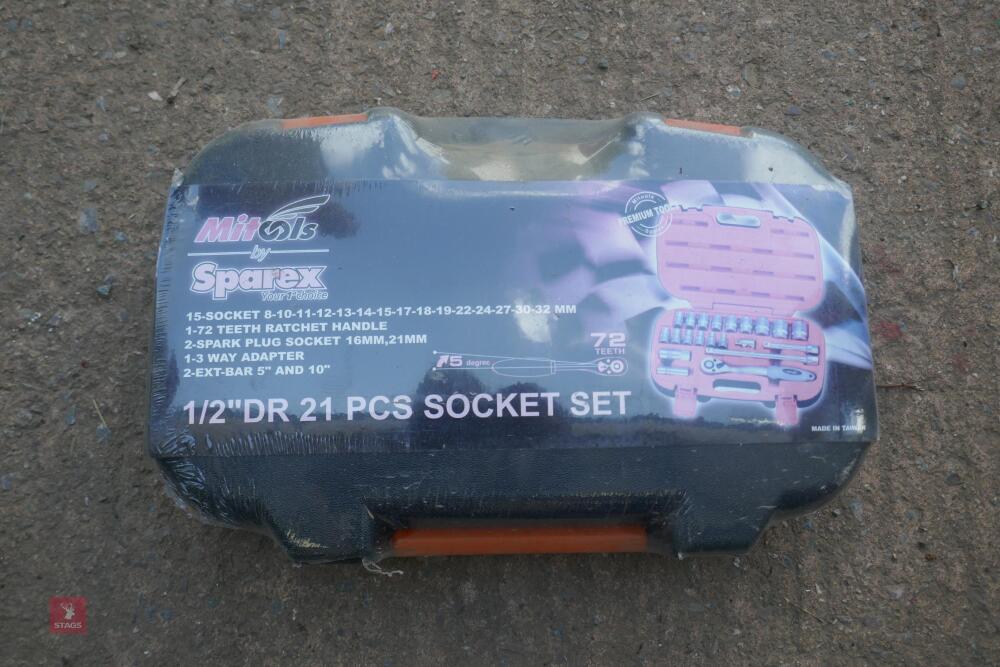 Mitools
by
Sparex
Your 1st choice
15-SOCKET 8-10-11-12-13-14-15-17-18-19-22-24-27-30-32 MM
1-72 TEETH RATCHET HANDLE
2-SPARK PLUG SOCKET 16MM,21MM
1-3 WAY ADAPTER
2-EXT-BAR 5" AND 10"
1/2"DR 21 PCS SOCKET SET
5 degree
72
TEETH
Mitools
PREMIUM TOOLS
MADE IN TAIWAN
STAGS